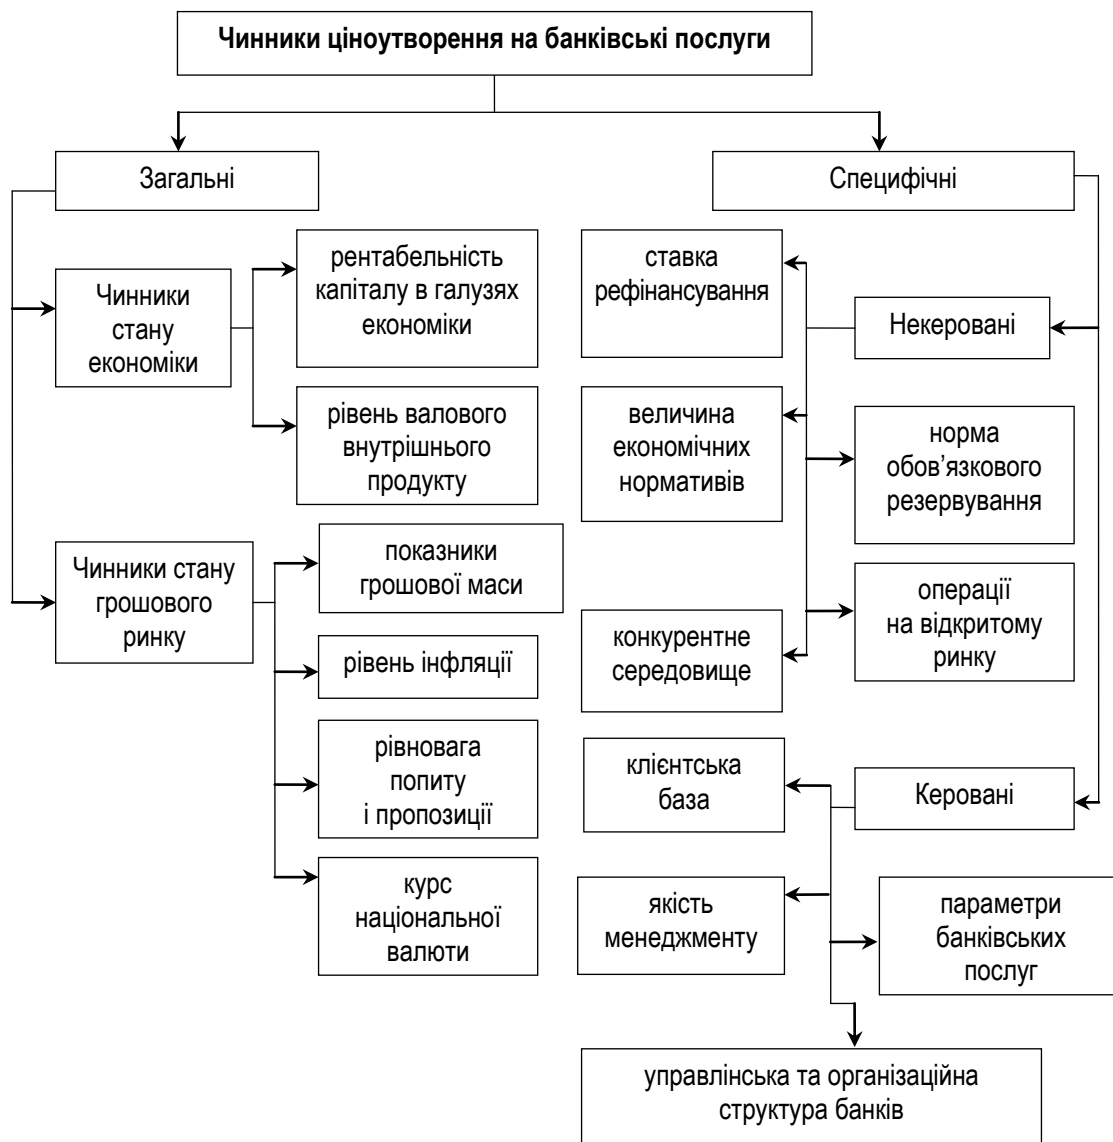 Чинники ціноутворення на банківські послуги
Загальні
Специфічні
рентабельність
капіталу в галузях
економіки
ставка
рефінансування
Чинники
стану
економіки
Некеровані
рівень валового
внутрішнього
продукту
величина
економічних
нормативів
норма
обов’язкового
резервування
Чинники стану
грошового
ринку
показники
грошової маси
операції
на відкритому
ринку
рівень інфляції
конкурентне
середовище
рівновага
попиту
і пропозиції
клієнтська
база
Керовані
курс
національної
валюти
якість
менеджменту
параметри
банківських
послуг
управлінська та організаційна
структура банків